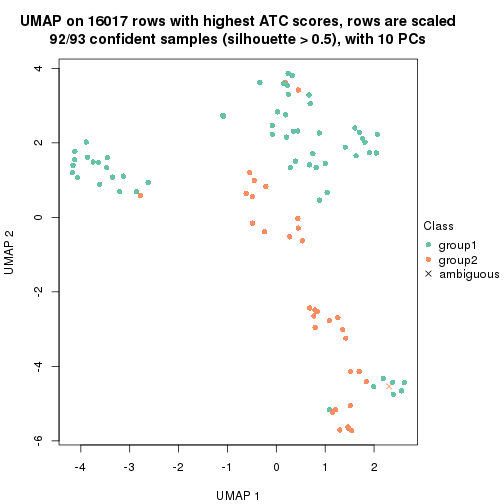 UMAP on 16017 rows with highest ATC scores, rows are scaled
92/93 confident samples (silhouette > 0.5), with 10 PCs
4
2
0
-2
-4
-6
UMAP 2
-4
-3
-2
-1
0
1
2
UMAP 1
Class
group1
group2
ambiguous